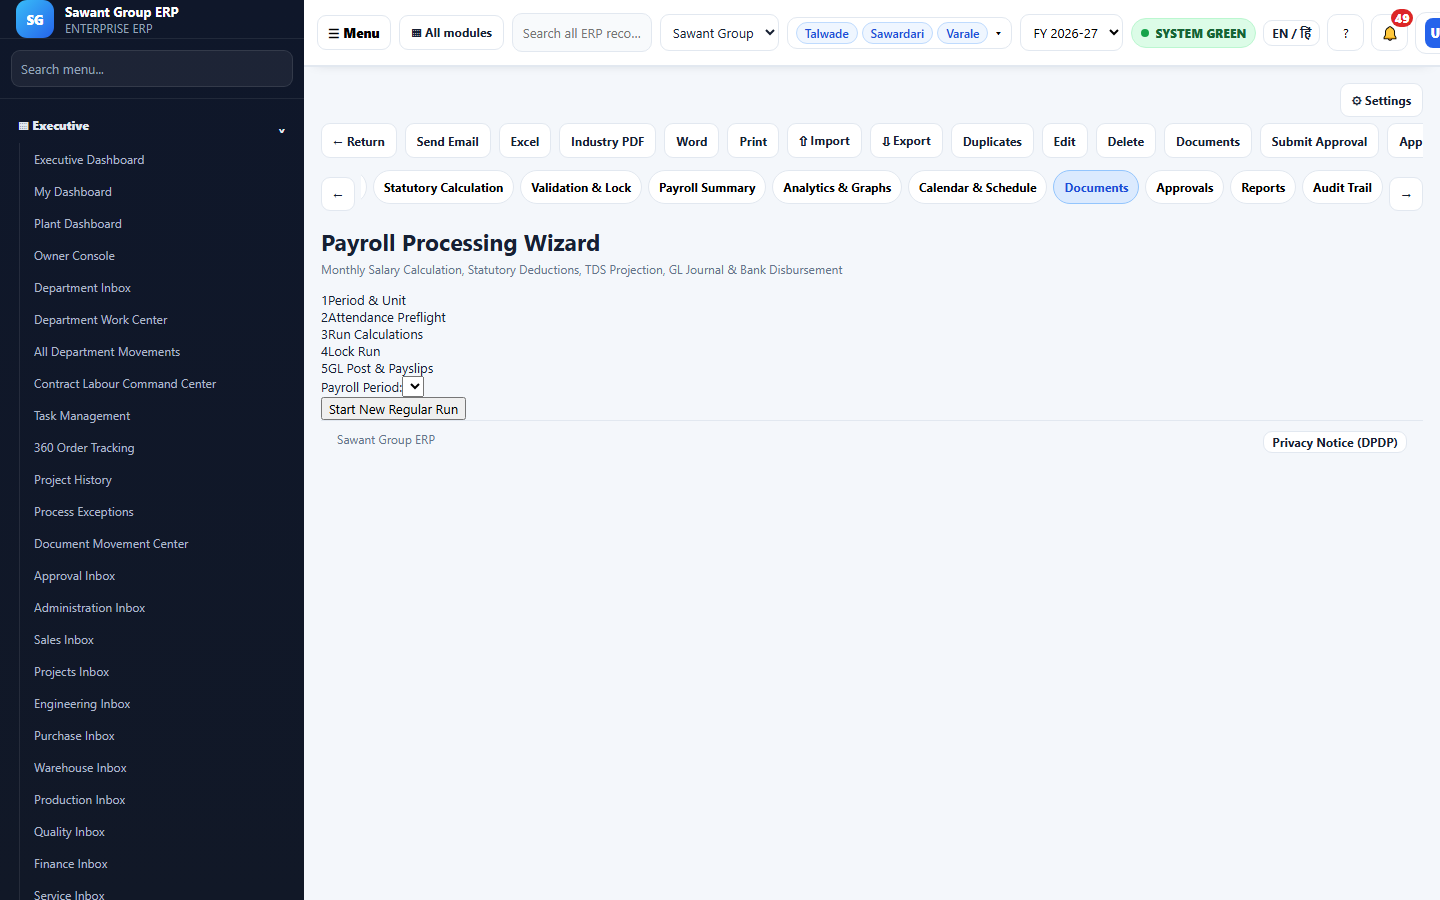 SG
Sawant Group ERP
ENTERPRISE ERP
Search menu...
Executive
Executive Dashboard
My Dashboard
Plant Dashboard
Owner Console
Department Inbox
Department Work Center
All Department Movements
Contract Labour Command Center
Task Management
360 Order Tracking
Project History
Process Exceptions
Document Movement Center
Approval Inbox
Administration Inbox
Sales Inbox
Projects Inbox
Engineering Inbox
Purchase Inbox
Warehouse Inbox
Production Inbox
Quality Inbox
Finance Inbox
Service Inbox
☰ Menu
All modules
Search all ERP reco...
Sawant Group
Talwade Sawardari Varale
FY 2026-27
SYSTEM GREEN
EN / हिं
?
49
U
⚙ Settings
← Return
Send Email
Excel
Industry PDF
Word
Print
⇧ Import
⇩ Export
Duplicates
Edit
Delete
Documents
Submit Approval
App
←
Statutory Calculation
Validation & Lock
Payroll Summary
Analytics & Graphs
Calendar & Schedule
Documents
Approvals
Reports
Audit Trail
→
Payroll Processing Wizard
Monthly Salary Calculation, Statutory Deductions, TDS Projection, GL Journal & Bank Disbursement
1Period & Unit
2Attendance Preflight
3Run Calculations
4Lock Run
5GL Post & Payslips
Payroll Period:
Start New Regular Run
Sawant Group ERP
Privacy Notice (DPDP)